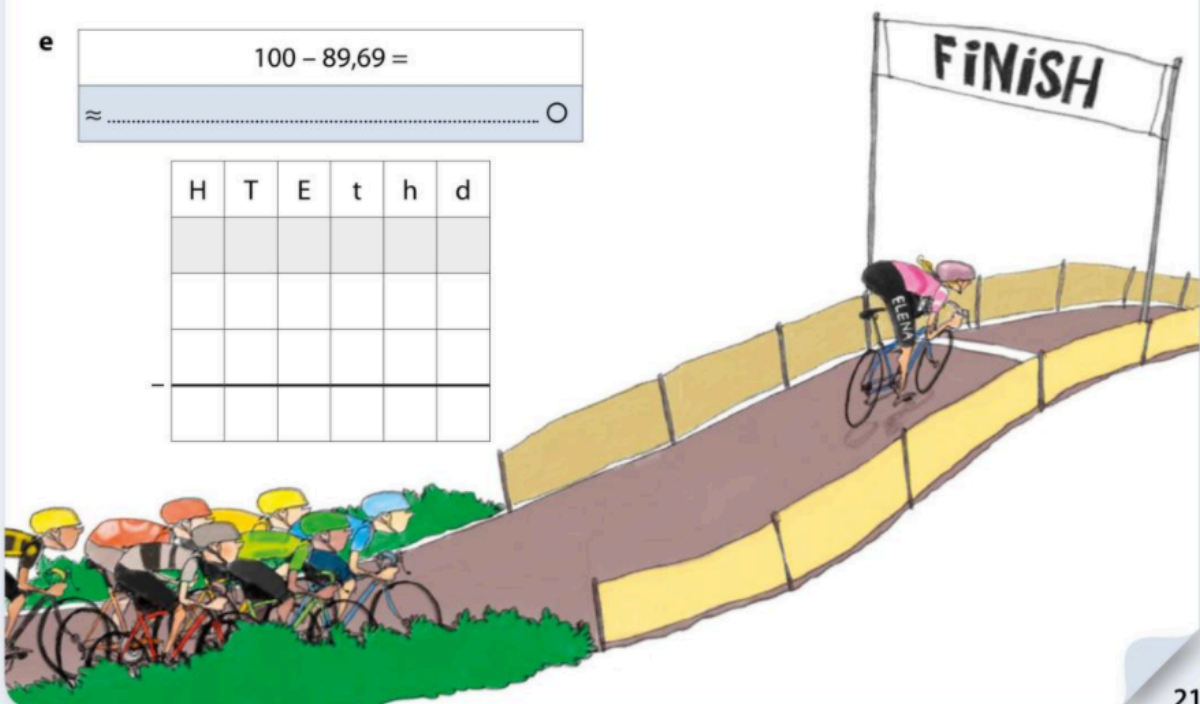 e
100 – 89,69 =
≈ ............................................................ O
H T E t h d
–
FiNiSH
ELENA
21